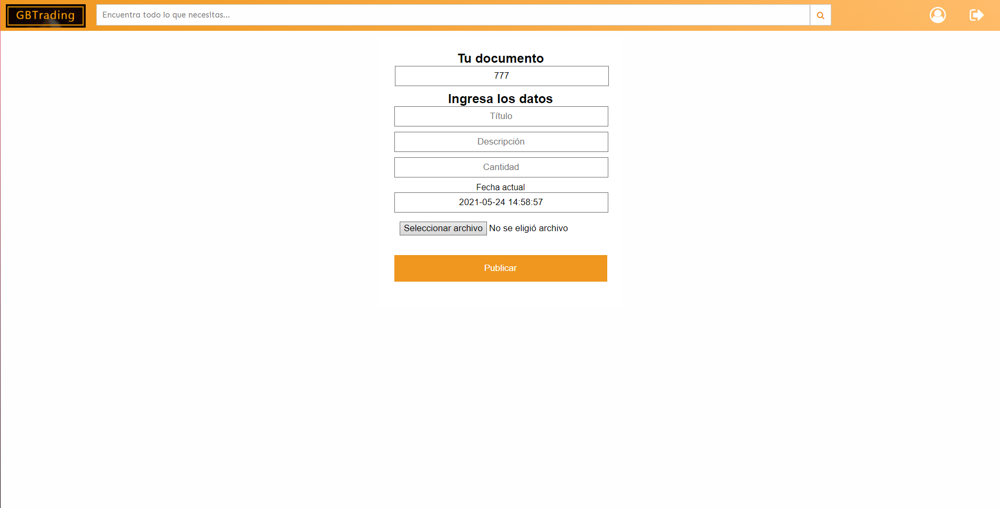 GBTrading
Encuentra todo lo que necesitas...
Tu documento
777
Ingresa los datos
Título
Descripción
Cantidad
Fecha actual
2021-05-24 14:58:57
Seleccionar archivo No se eligió archivo
Publicar